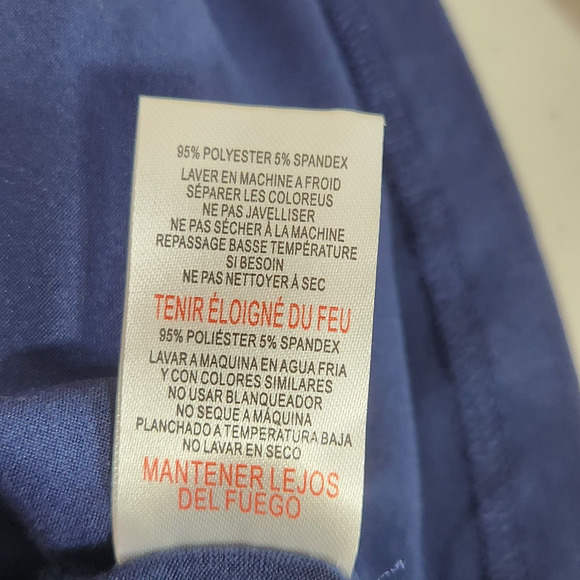 95% POLYESTER 5% SPANDEX
LAVER EN MACHINE A FROID
SÉPARER LES COLOREUS
NE PAS JAVELLISER
NE PAS SÉCHER À LA MACHINE
REPASSAGE BASSE TEMPÉRATURE
SI BESOIN
NE PAS NETTOYER À SEC
TENIR ÉLOIGNÉ DU FEU
95% POLIÉSTER 5% SPANDEX
LAVAR A MAQUINA EN AGUA FRIA
Y CON COLORES SIMILARES
NO USAR BLANQUEADOR
NO SEQUE A MÁQUINA
PLANCHADO A TEMPERATURA BAJA
NO LAVAR EN SECO
MANTENER LEJOS
DEL FUEGO